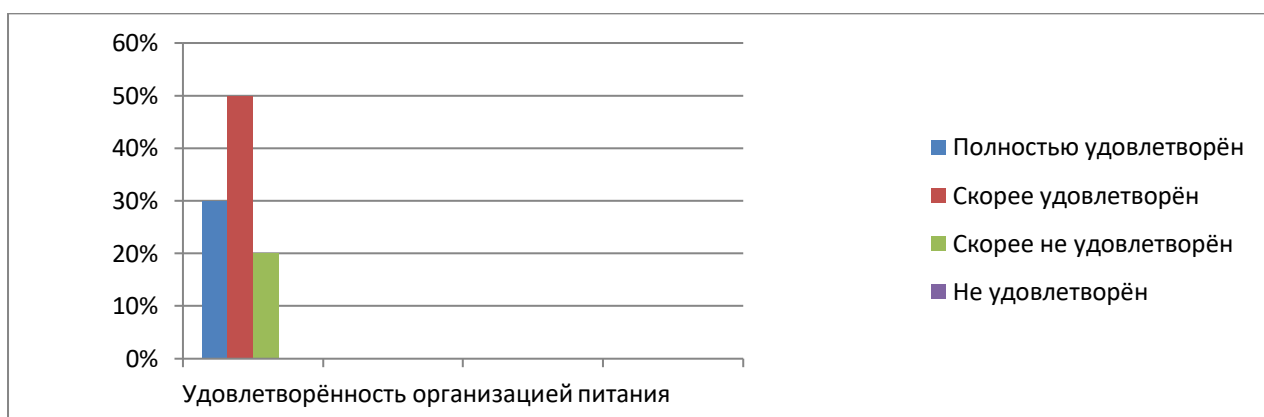 60%
50%
40%
30%
20%
10%
0%
Удовлетворённость организацией питания
Полностью удовлетворён
Скорее удовлетворён
Скорее не удовлетворён
Не удовлетворён